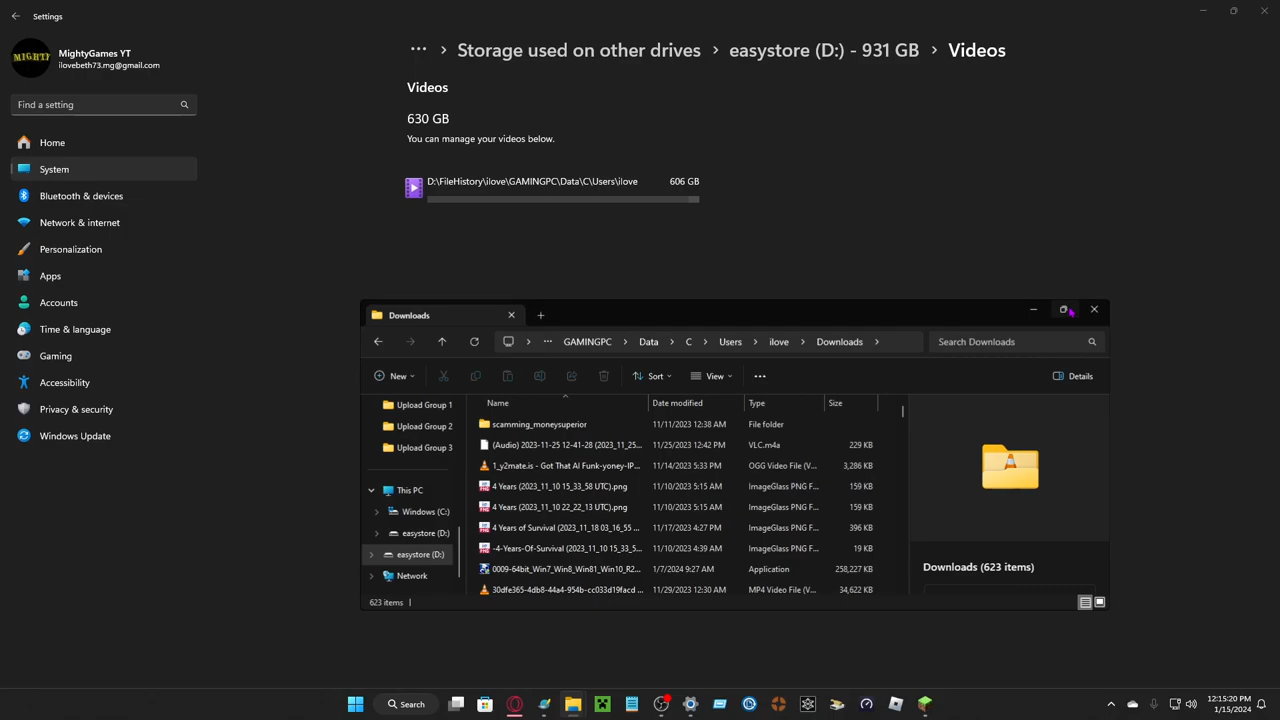 Settings
MIGHTY
MightyGames YT
ilovebeth73.mg@gmail.com
Find a setting
Home
System
Bluetooth & devices
Network & internet
Personalization
Apps
Accounts
Time & language
Gaming
Accessibility
Privacy & security
Windows Update
··· > Storage used on other drives > easystore (D:) - 931 GB > Videos
Videos
630 GB
You can manage your videos below.
D:\FileHistory\ilove\GAMINGPC\Data\C\Users\ilove 606 GB
Downloads
··· GAMINGPC > Data > C > Users > ilove > Downloads >
Search Downloads
New Sort View ··· Details
Upload Group 1
Upload Group 2
Upload Group 3
This PC
Windows (C:)
easystore (D:)
easystore (D:)
Network
Name Date modified Type Size
scamming_moneysuperior 11/11/2023 12:38 AM File folder
(Audio) 2023-11-25 12-41-28 (2023_11_25... 11/25/2023 12:42 PM VLC.m4a 229 KB
1_y2mate.is - Got That AI Funk-yoney-IP... 11/14/2023 5:33 PM OGG Video File (V... 3,286 KB
4 Years (2023_11_10 15_33_58 UTC).png 11/10/2023 5:15 AM ImageGlass PNG F... 159 KB
4 Years (2023_11_10 22_22_13 UTC).png 11/10/2023 5:15 AM ImageGlass PNG F... 159 KB
4 Years of Survival (2023_11_18 03_16_55 ... 11/17/2023 4:27 PM ImageGlass PNG F... 396 KB
-4-Years-Of-Survival (2023_11_10 15_33_5... 11/10/2023 4:39 AM ImageGlass PNG F... 19 KB
0009-64bit_Win7_Win8_Win81_Win10_R2... 1/7/2024 9:27 AM Application 258,227 KB
30dfe365-4db8-44a4-954b-cc033d19facd ... 11/29/2023 12:30 AM MP4 Video File (V... 34,622 KB
Downloads (623 items)
623 items
Search
12:15:20 PM
1/15/2024